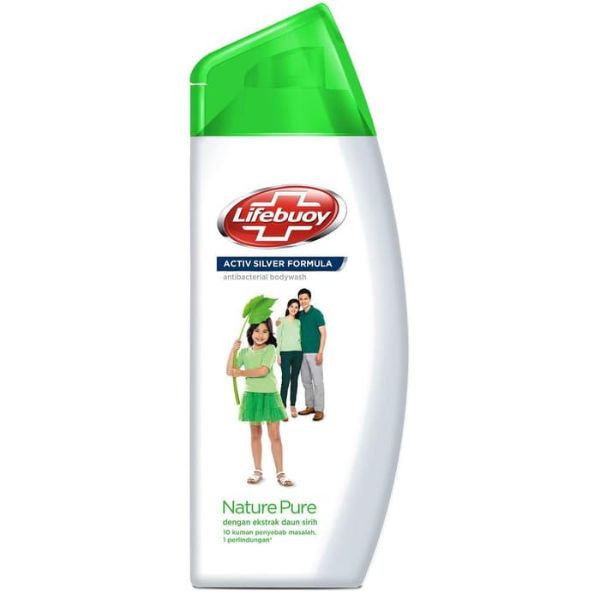 Lifebuoy
ACTIV SILVER FORMULA
antibacterial bodywash
Nature Pure
dengan ekstrak daun sirih
10 kuman penyebab masalah,
1 perlindungan*